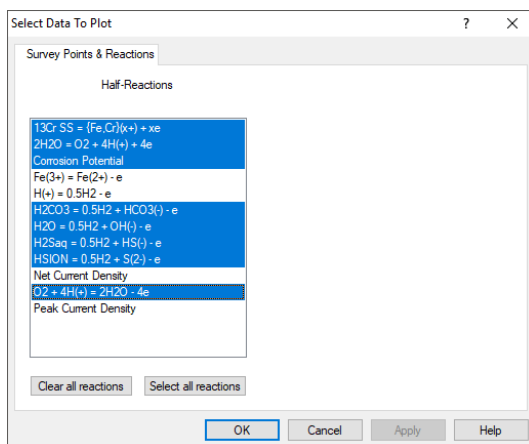 Select Data To Plot
?
Survey Points & Reactions
Half-Reactions
13Cr SS = {Fe,Cr}(x+) + xe
2H2O = O2 + 4H(+) + 4e
Corrosion Potential
Fe(3+) = Fe(2+) - e
H(+) = 0.5H2 - e
H2CO3 = 0.5H2 + HCO3(-) - e
H2O = 0.5H2 + OH(-) - e
H2Saq = 0.5H2 + HS(-) - e
HSION = 0.5H2 + S(2-) - e
Net Current Density
O2 + 4H(+) = 2H2O - 4e
Peak Current Density
Clear all reactions Select all reactions
OK Cancel Apply Help